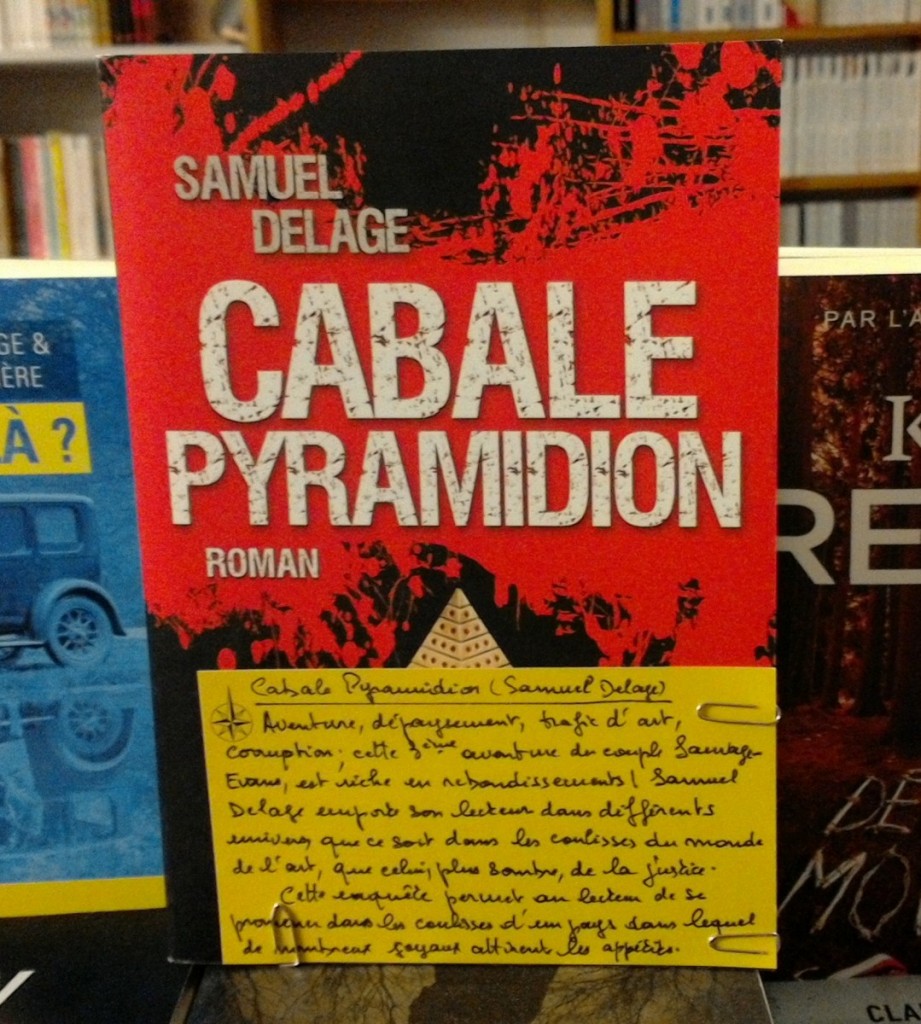 SAMUEL
DELAGE
CABALE
PYRAMIDION
ROMAN
Cabale Pyramidion (Samuel Delage)
Aventure, dépaysement, trafic d'art,
corruption; cette 3ème aventure du couple Sauvage-
Evans, est riche en rebondissements! Samuel
Delage emporte son lecteur dans différents
univers, que ce soit dans les coulisses du monde
de l'art, que celui, plus sombre, de la justice.
Cette enquête permet au lecteur de se
promener dans les coulisses d'un pays dans lequel
de nombreux joyaux attirent les appétits.
GE &
ÈRE
À ?
PAR L'A
K
RE
DE
MO
CLA